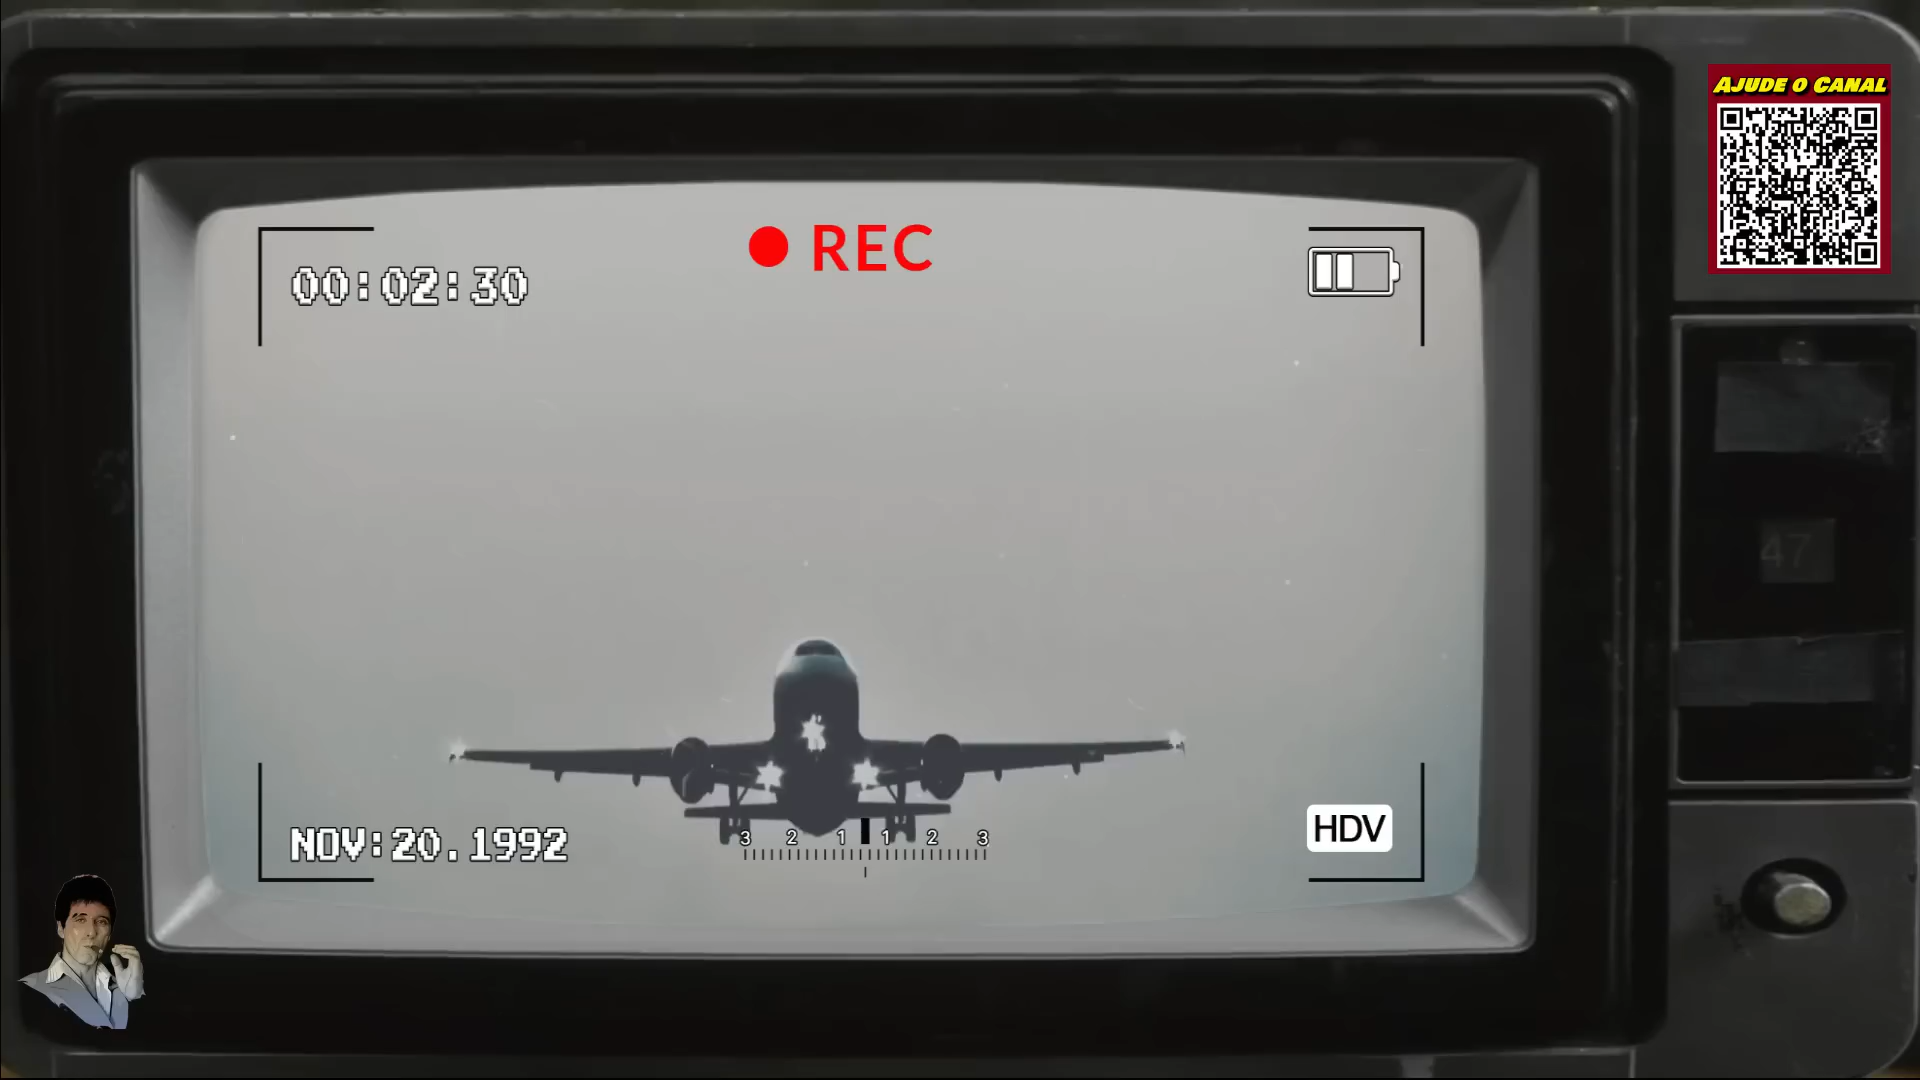 AJUDE O CANAL
REC
00:02:30
47
NOV:20.1992
3 2 1 1 2 3
HDV